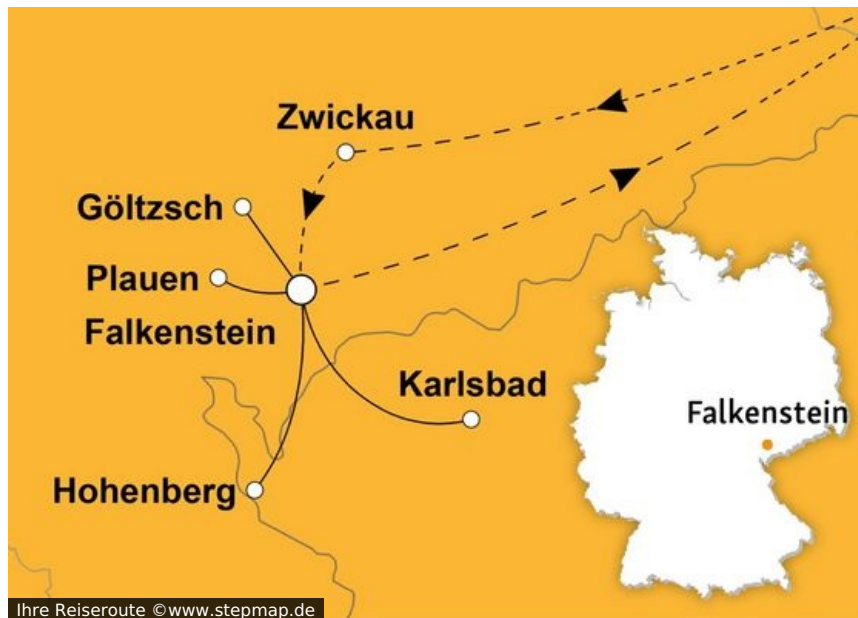 Zwickau
Göltzsch
Plauen
Falkenstein
Karlsbad
Falkenstein
Hohenberg
Ihre Reiseroute ©www.stepmap.de